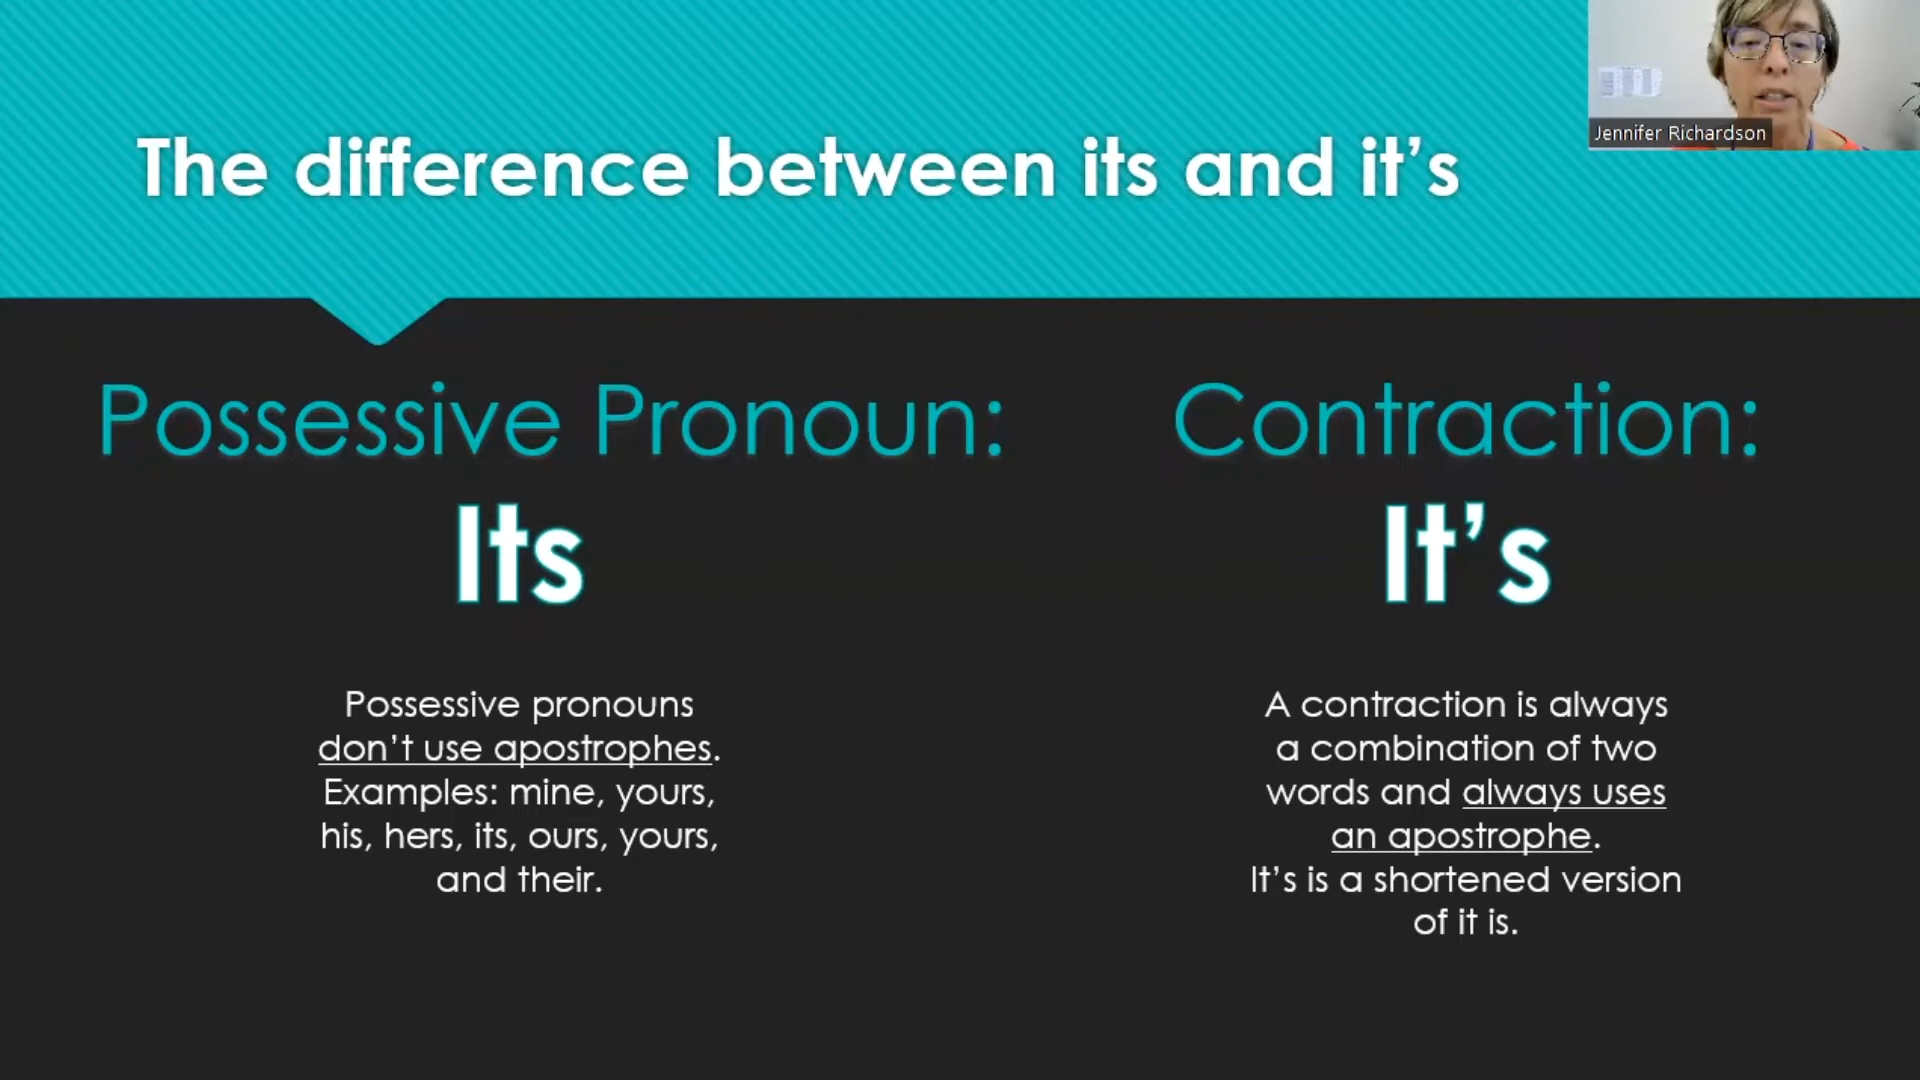 The difference between its and it’s
Jennifer Richardson
Possessive Pronoun:
Its
Possessive pronouns
don’t use apostrophes.
Examples: mine, yours,
his, hers, its, ours, yours,
and their.
Contraction:
It’s
A contraction is always
a combination of two
words and always uses
an apostrophe.
It’s is a shortened version
of it is.